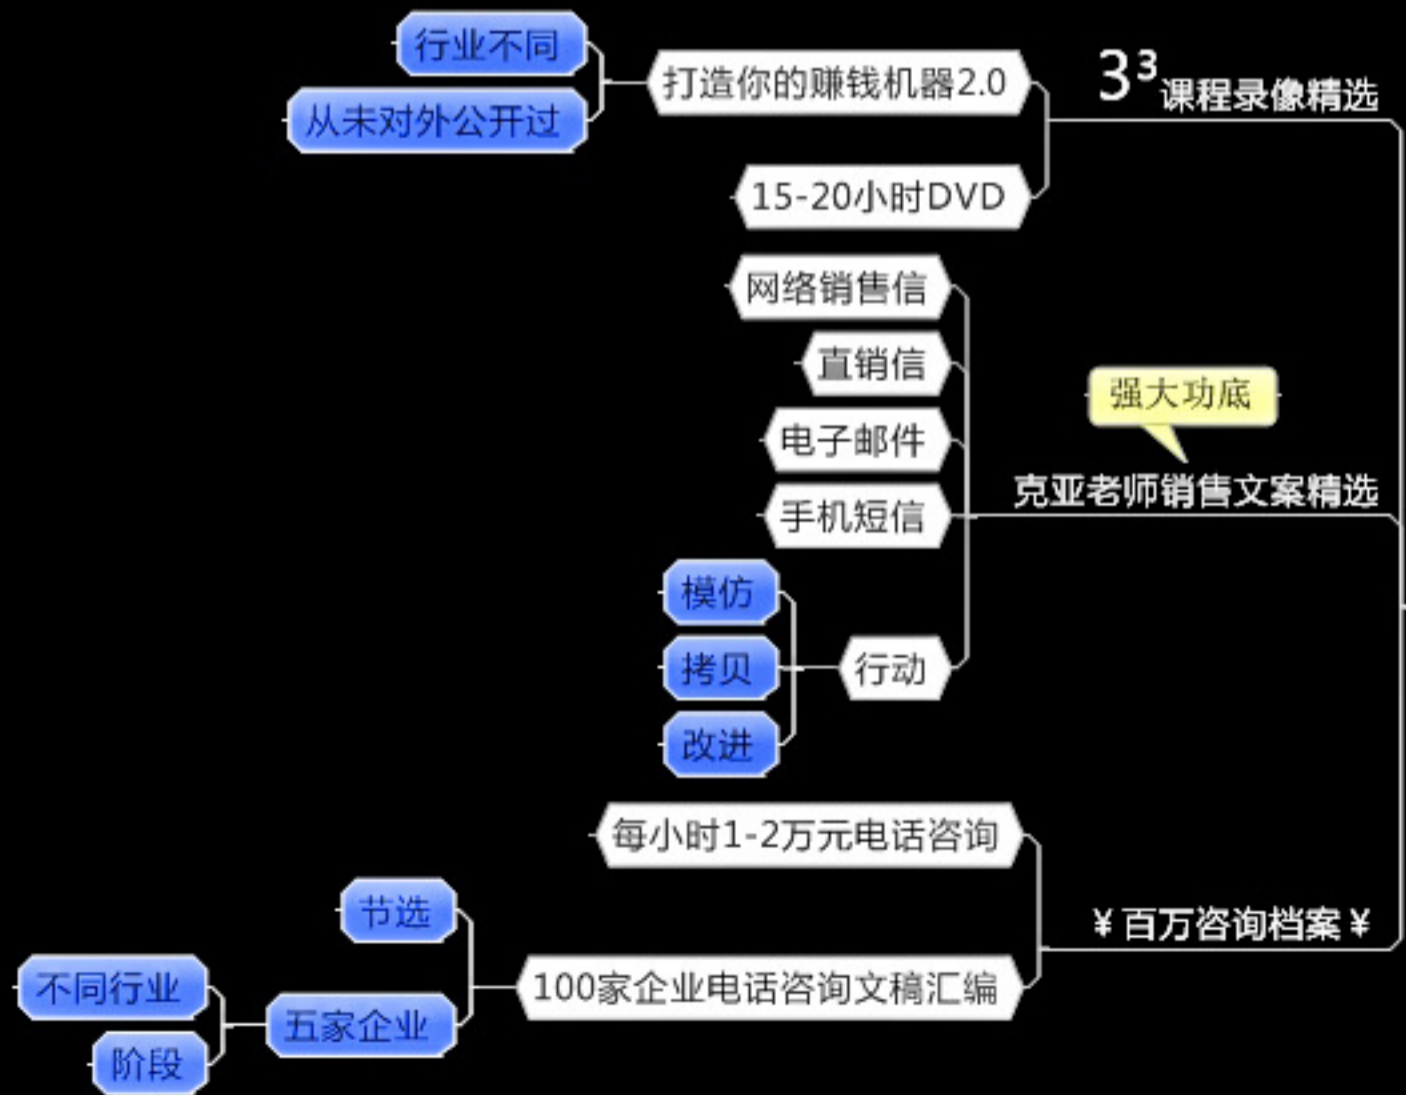 3³课程录像精选
打造你的赚钱机器2.0
行业不同
从未对外公开过
15-20小时DVD
强大功底
克亚老师销售文案精选
网络销售信
直销信
电子邮件
手机短信
行动
模仿
拷贝
改进
¥百万咨询档案¥
每小时1-2万元电话咨询
100家企业电话咨询文稿汇编
节选
五家企业
不同行业
阶段